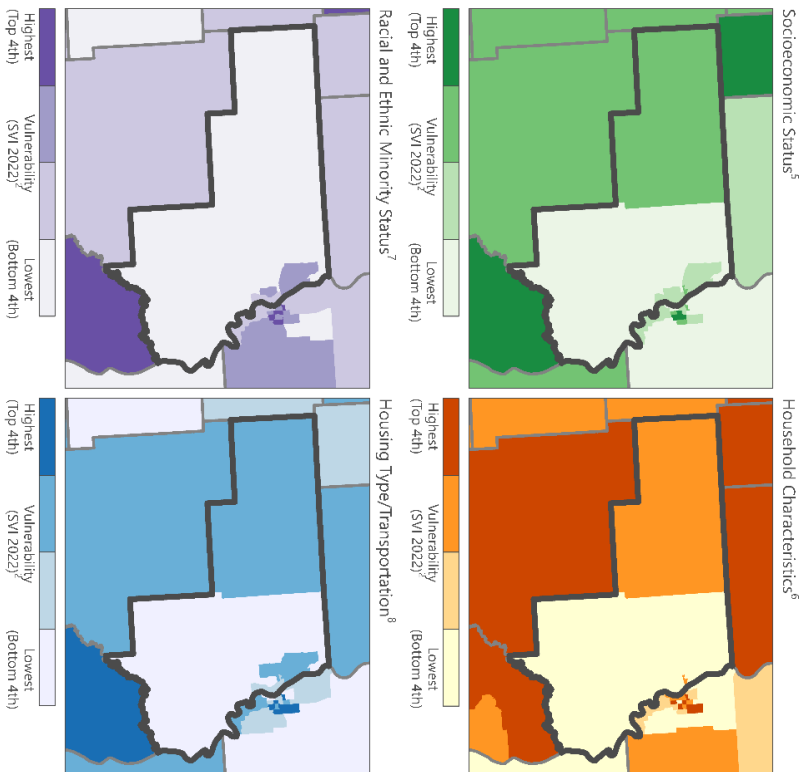 Socioeconomic Status⁵
Highest
(Top 4th)
Vulnerability
(SVI 2022)²
Lowest
(Bottom 4th)
Household Characteristics⁶
Highest
(Top 4th)
Vulnerability
(SVI 2022)²
Lowest
(Bottom 4th)
Racial and Ethnic Minority Status⁷
Highest
(Top 4th)
Vulnerability
(SVI 2022)²
Lowest
(Bottom 4th)
Housing Type/Transportation⁸
Highest
(Top 4th)
Vulnerability
(SVI 2022)²
Lowest
(Bottom 4th)